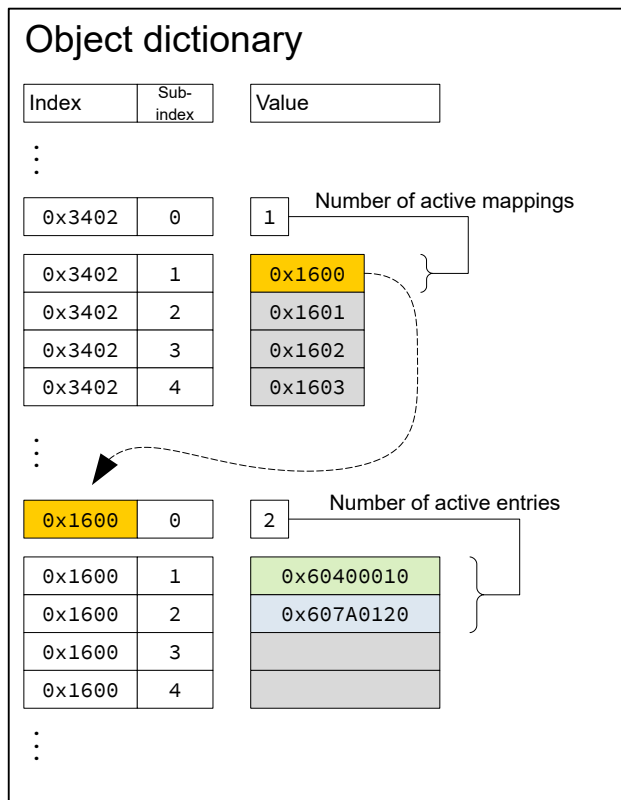 Object dictionary
Index Sub-index Value
0x3402 0 1 Number of active mappings
0x3402 1 0x1600
0x3402 2 0x1601
0x3402 3 0x1602
0x3402 4 0x1603
0x1600 0 2 Number of active entries
0x1600 1 0x60400010
0x1600 2 0x607A0120
0x1600 3
0x1600 4